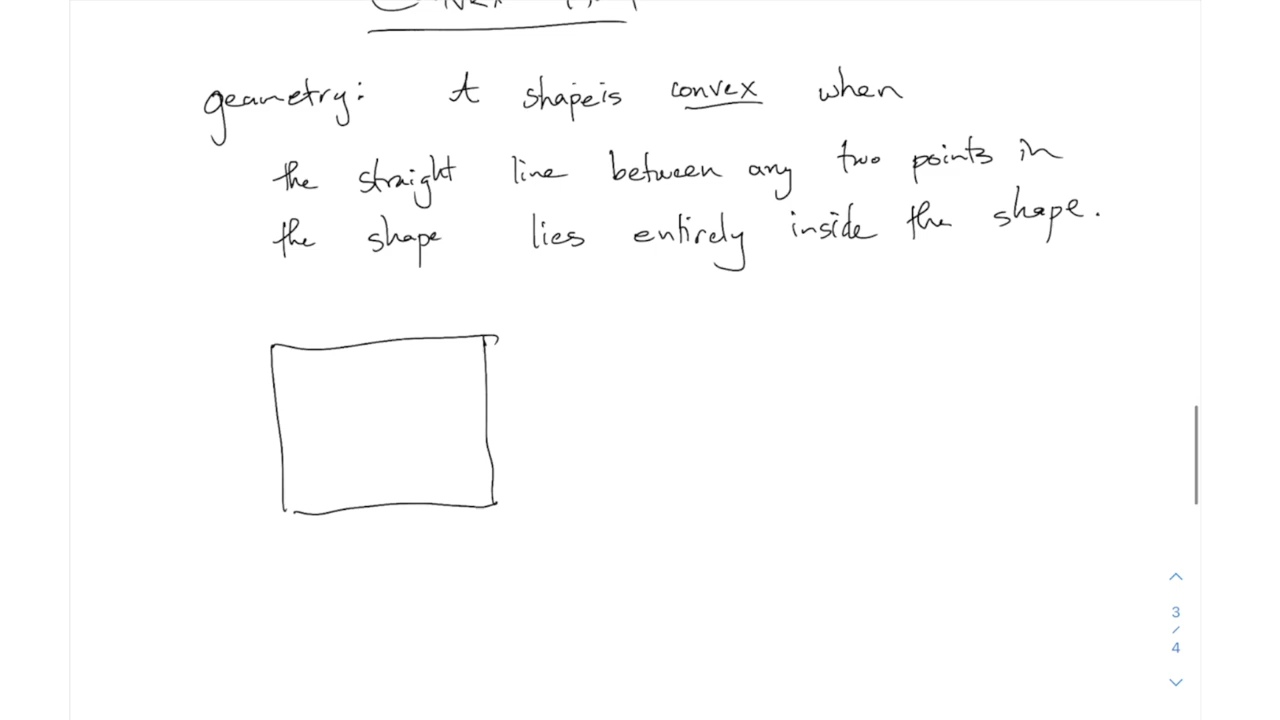 geometry: A shape is convex when
the straight line between any two points in
the shape lies entirely inside the shape.
3
/
4